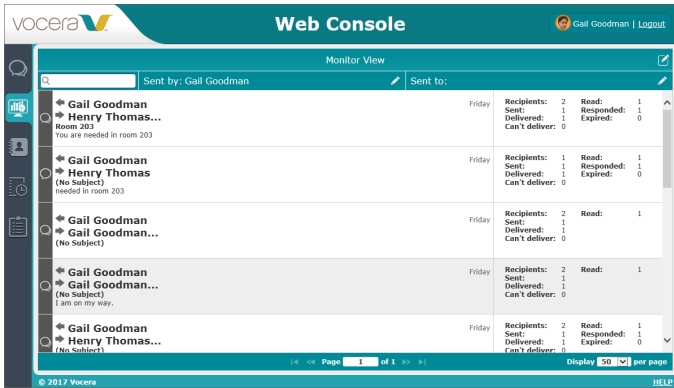 vocera
Web Console
Gail Goodman | Logout
Monitor View
Sent by: Gail Goodman
Sent to:
Gail Goodman
Henry Thomas...
Room 203
You are needed in room 203
Friday
Recipients: 2 Read: 1
Sent: 1 Responded: 1
Delivered: 1 Expired: 0
Can't deliver: 0
Gail Goodman
Henry Thomas
(No Subject)
needed in room 203
Friday
Recipients: 1 Read: 1
Sent: 1 Responded: 1
Delivered: 1 Expired: 0
Can't deliver: 0
Gail Goodman
Gail Goodman...
(No Subject)
Friday
Recipients: 2 Read: 1
Sent: 1
Delivered: 1
Can't deliver: 0
Gail Goodman
Gail Goodman...
(No Subject)
I am on my way.
Friday
Recipients: 2 Read: 1
Sent: 1
Delivered: 1
Can't deliver: 0
Gail Goodman
Henry Thomas...
(No Subject)
Friday
Recipients: 2 Read: 1
Sent: 1 Responded: 1
Delivered: 1 Expired: 0
Can't deliver: 0
Page 1 of 1
Display 50 per page
© 2017 Vocera
HELP